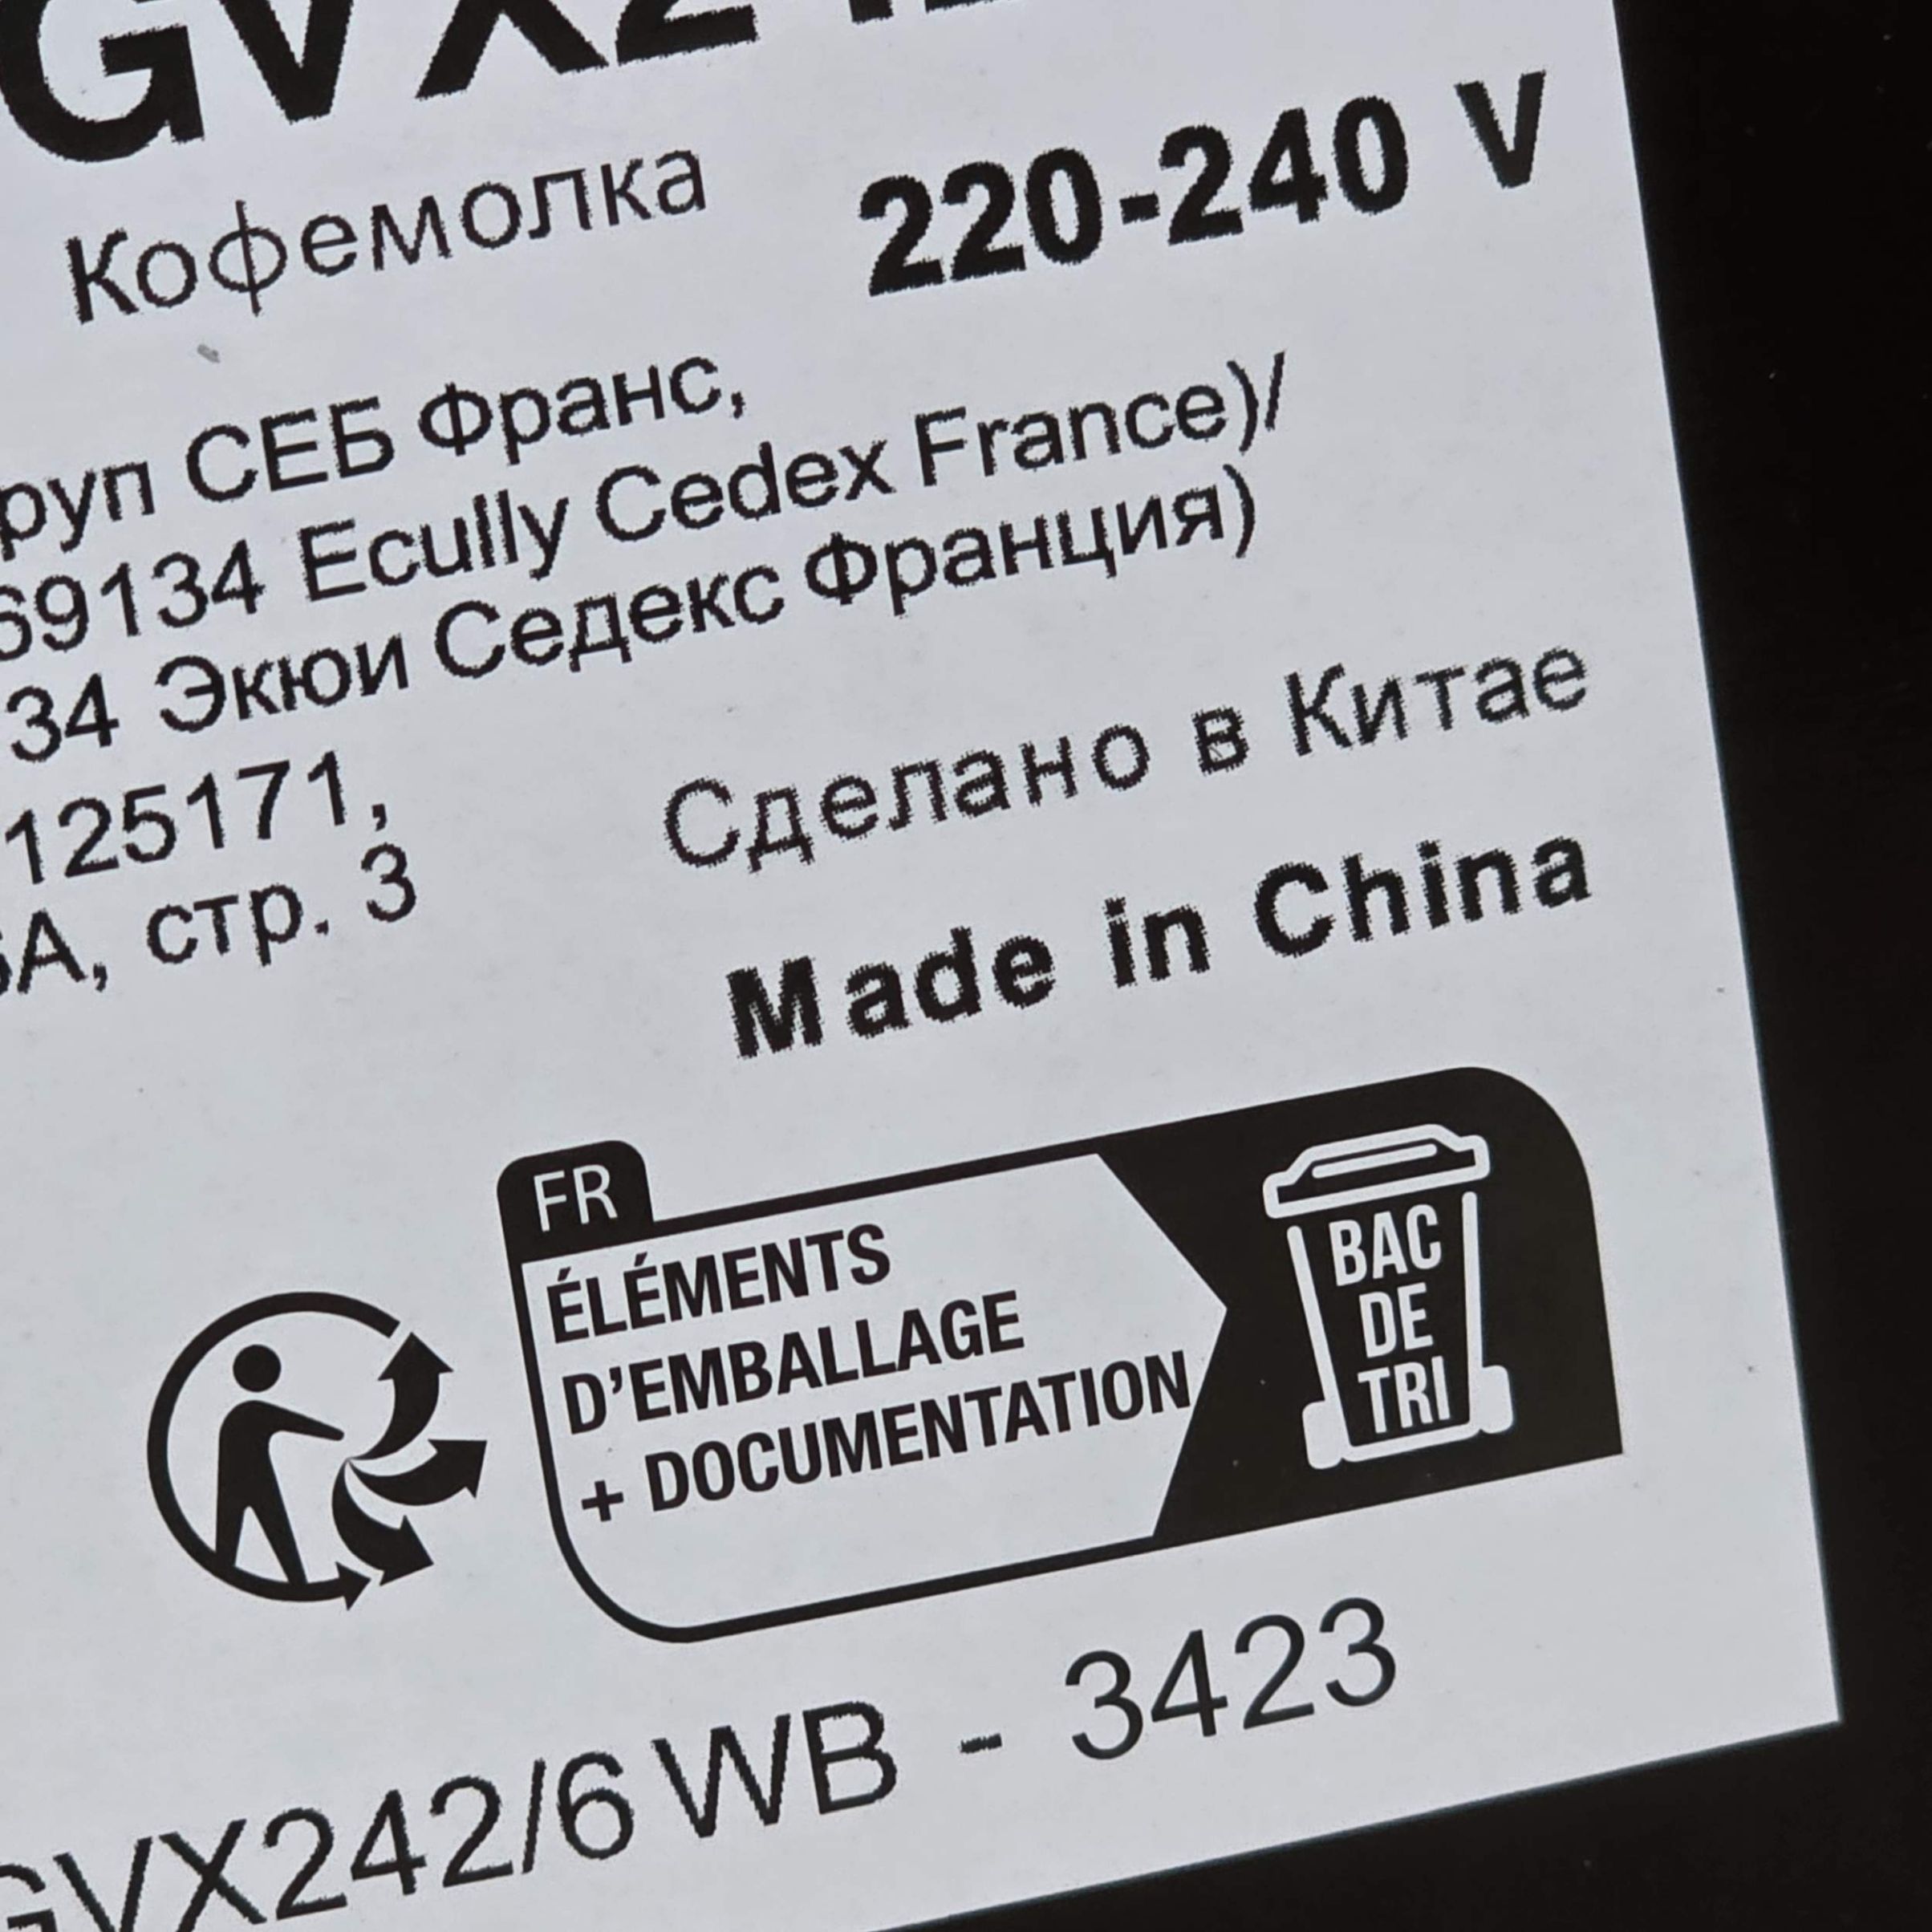 Кофемолка
220-240 V
СЕБ Франс,
69134 Ecully Cedex France)/
34 Экюи Седекс Франция)
125171,
стр. 3
Сделано в Китае
Made in China
FR
ÉLÉMENTS
D'EMBALLAGE
+ DOCUMENTATION
BAC
DE
TRI
GVX242/6 WB - 3423